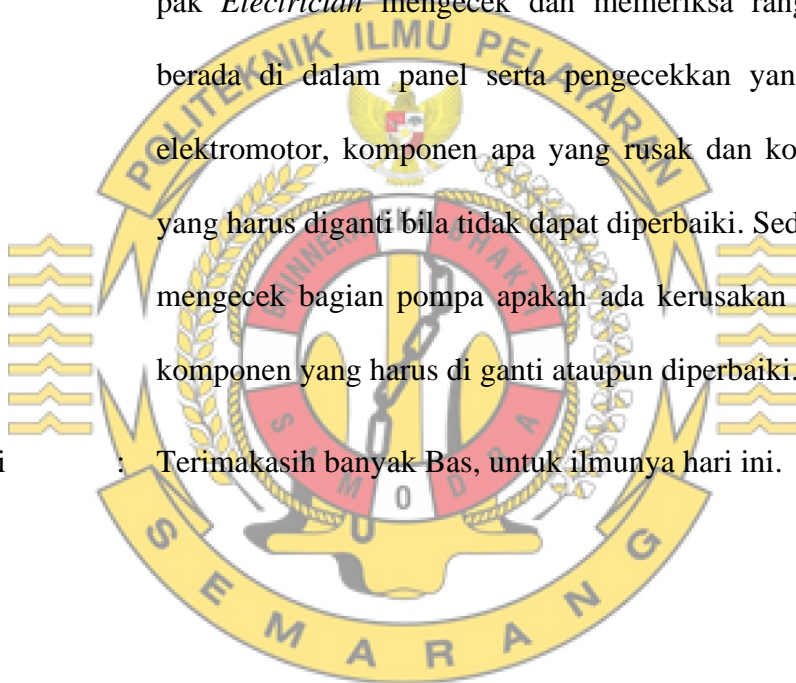 pak Electrician mengecek dan memeriksa rang
berada di dalam panel serta pengecekkan yan
elektromotor, komponen apa yang rusak dan ko
yang harus diganti bila tidak dapat diperbaiki. Sed
mengecek bagian pompa apakah ada kerusakan
komponen yang harus di ganti ataupun diperbaiki.
i : Terimakasih banyak Bas, untuk ilmunya hari ini.
POLITEKNIK ILMU PELAYARAN
BHAKTI
SAMODRA
SEMARANG